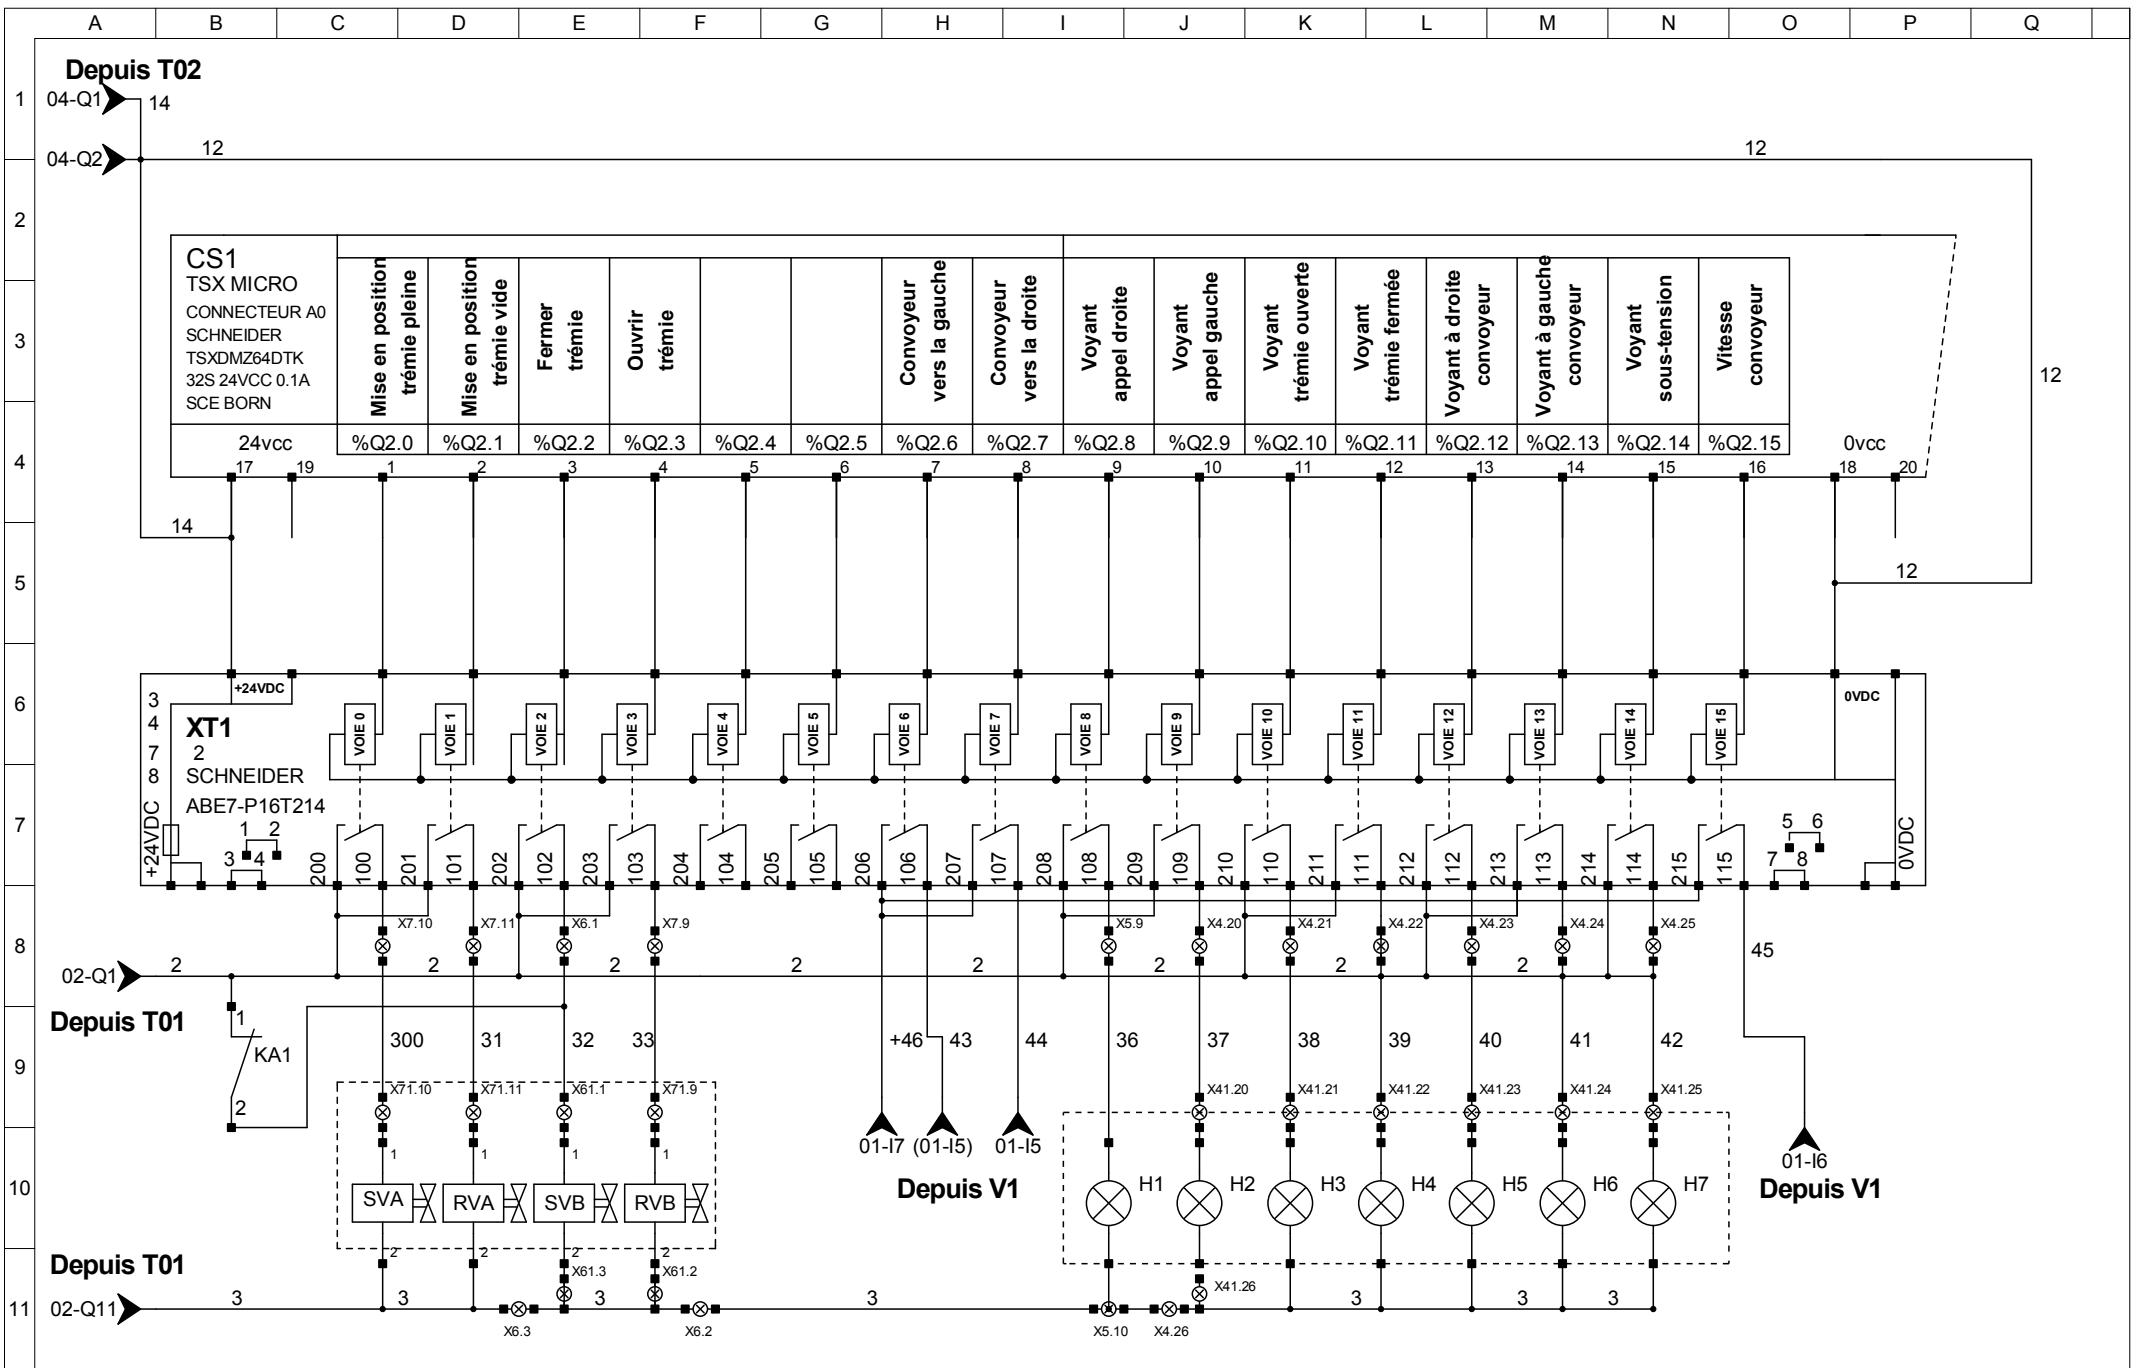 A B C D E F G H I J K L M N O P Q
Depuis T02
1 04-Q1 14
04-Q2 12 12
2
CS1
TSX MICRO
CONNECTEUR A0
SCHNEIDER
TSXDMZ64DTK
32S 24VCC 0.1A
SCE BORN
Mise en position
trémie pleine
Mise en position
trémie vide
Fermer
trémie
Ouvrir
trémie
Convoyeur
vers la gauche
Convoyeur
vers la droite
Voyant
appel droite
Voyant
appel gauche
Voyant
trémie ouverte
Voyant
trémie fermée
Voyant à droite
convoyeur
Voyant à gauche
convoyeur
Voyant
sous-tension
Vitesse
convoyeur
3
12
24vcc %Q2.0 %Q2.1 %Q2.2 %Q2.3 %Q2.4 %Q2.5 %Q2.6 %Q2.7 %Q2.8 %Q2.9 %Q2.10 %Q2.11 %Q2.12 %Q2.13 %Q2.14 %Q2.15 0vcc
4
17 19 1 2 3 4 5 6 7 8 9 10 11 12 13 14 15 16 18 20
14
5
12
6
3
4
7
8
+24VDC
+24VDC
XT1
2
SCHNEIDER
ABE7-P16T214
VOIE 0 VOIE 1 VOIE 2 VOIE 3 VOIE 4 VOIE 5 VOIE 6 VOIE 7 VOIE 8 VOIE 9 VOIE 10 VOIE 11 VOIE 12 VOIE 13 VOIE 14 VOIE 15
0VDC
0VDC
7
1 2
3 4
5 6
7 8
200 100 201 101 202 102 203 103 204 104 205 105 206 106 207 107 208 108 209 109 210 110 211 111 212 112 213 113 214 114 215 115
X7.10 X7.11 X6.1 X7.9 X5.9 X4.20 X4.21 X4.22 X4.23 X4.24 X4.25
8
45
02-Q1 2 2 2 2 2 2 2 2
Depuis T01
1
KA1
2
9
300 31 32 33 +46 43 44 36 37 38 39 40 41 42
X71.10 X71.11 X61.1 X71.9 X41.20 X41.21 X41.22 X41.23 X41.24 X41.25
1 1 1 1
01-I7 (01-I5) 01-I5
01-I6
Depuis V1
Depuis V1
10
SVA RVA SVB RVB
H1 H2 H3 H4 H5 H6 H7
2 2 2 2
Depuis T01
X61.3 X61.2 X41.26
11 02-Q11 3 3 3 3 3 3 3
X6.3 X6.2 X5.10 X4.26